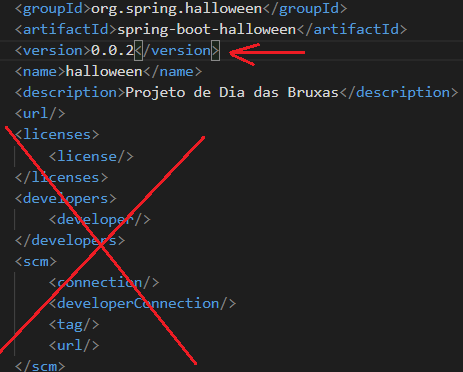 <groupId>org.spring.halloween</groupId>
<artifactId>spring-boot-halloween</artifactId>
<version>0.0.2</version>
<name>halloween</name>
<description>Projeto de Dia das Bruxas</description>
<url/>
<licenses>
<license/>
</licenses>
<developers>
<developer/>
</developers>
<scm>
<connection/>
<developerConnection/>
<tag/>
<url/>
</scm>